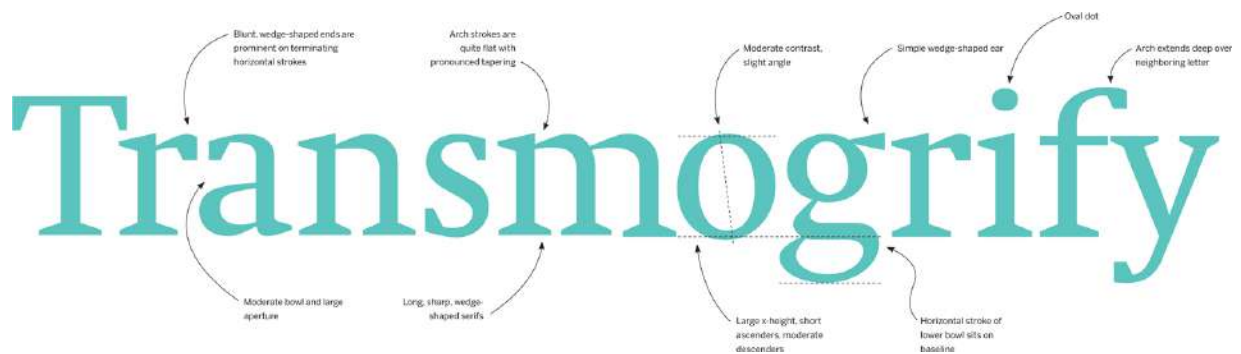 Blunt, wedge-shaped ends are
prominent on terminating
horizontal strokes
Arch strokes are
quite flat with
pronounced tapering
Moderate contrast,
slight angle
Simple wedge-shaped ear
Oval dot
Arch extends deep over
neighboring letter
Transmogrify
Moderate bowl and large
aperture
Long, sharp, wedge-
shaped serifs
Large x-height, short
ascenders, moderate
descenders
Horizontal stroke of
lower bowl sits on
baseline